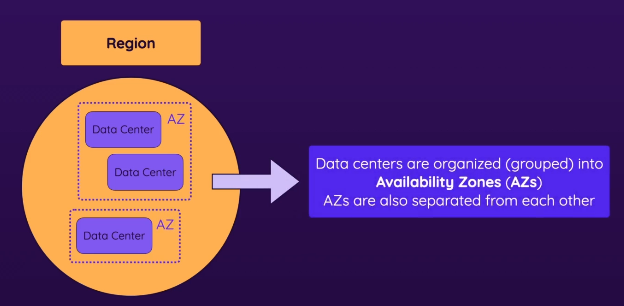 Region
Data Center
AZ
Data Center
Data Center
AZ
Data centers are organized (grouped) into
Availability Zones (AZs)
AZs are also separated from each other